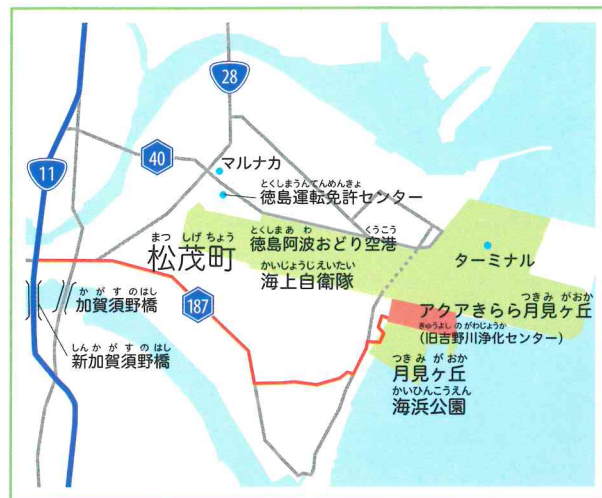 28
40
11
マルナカ
とくしまうんてんめんきょ
徳島運転免許センター
まつ しげ ちょう
松茂町
とくしま あ わ くうこう
徳島阿波おどり空港
かいじょうじえいたい
海上自衛隊
ターミナル
か が す の はし
加賀須野橋
187
しん か が す の はし
新加賀須野橋
つきみ がおか
アクアきらら月見ヶ丘
きゅうよし の がわじょうか
(旧吉野川浄化センター)
つき み が おか
月見ヶ丘
かいひんこうえん
海浜公園